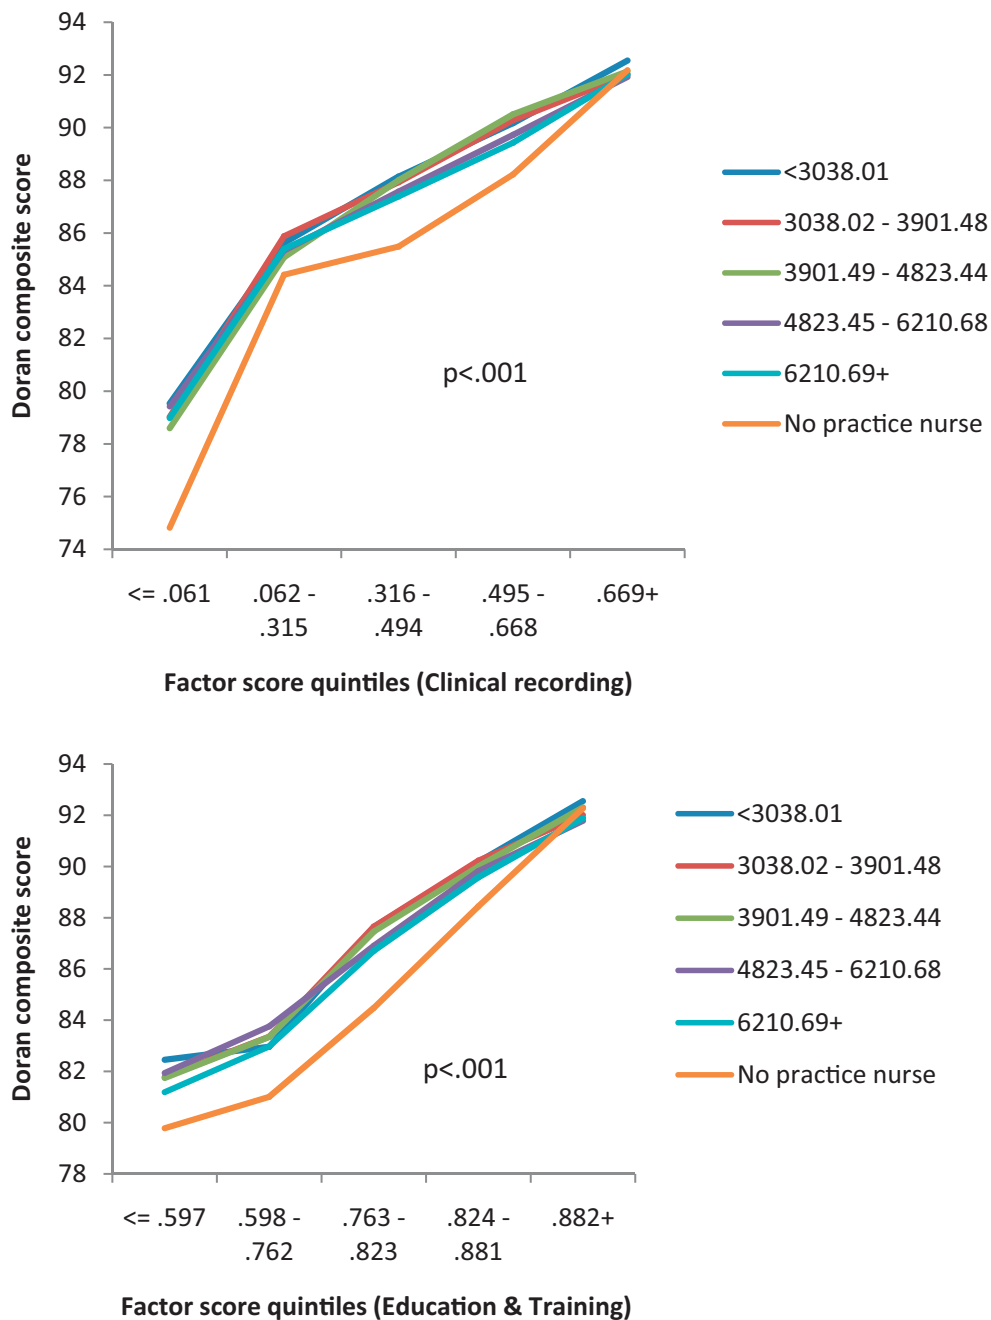 94
92
90
88
86
84
82
80
78
76
74
Doran composite score
p<.001
<3038.01
3038.02 - 3901.48
3901.49 - 4823.44
4823.45 - 6210.68
6210.69+
No practice nurse
<= .061
.062 -
.315
.316 -
.494
.495 -
.668
.669+
Factor score quintiles (Clinical recording)
94
92
90
88
86
84
82
80
78
Doran composite score
p<.001
<3038.01
3038.02 - 3901.48
3901.49 - 4823.44
4823.45 - 6210.68
6210.69+
No practice nurse
<= .597
.598 -
.762
.763 -
.823
.824 -
.881
.882+
Factor score quintiles (Education & Training)